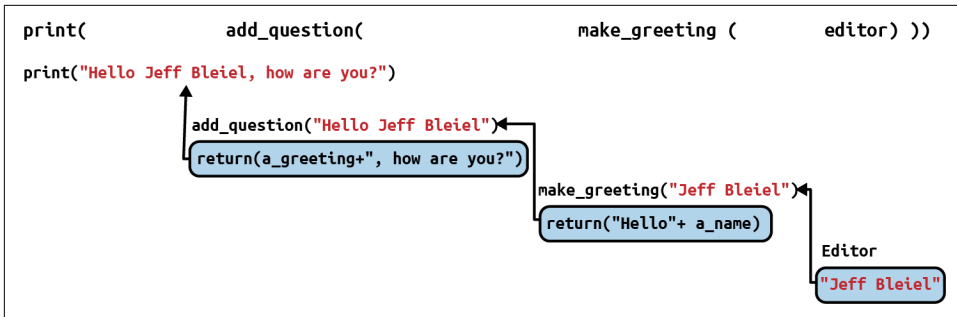 print( add_question( make_greeting ( editor) ))
print("Hello Jeff Bleiel, how are you?")
add_question("Hello Jeff Bleiel")
return(a_greeting+", how are you?")
make_greeting("Jeff Bleiel")
return("Hello"+ a_name)
Editor
"Jeff Bleiel"